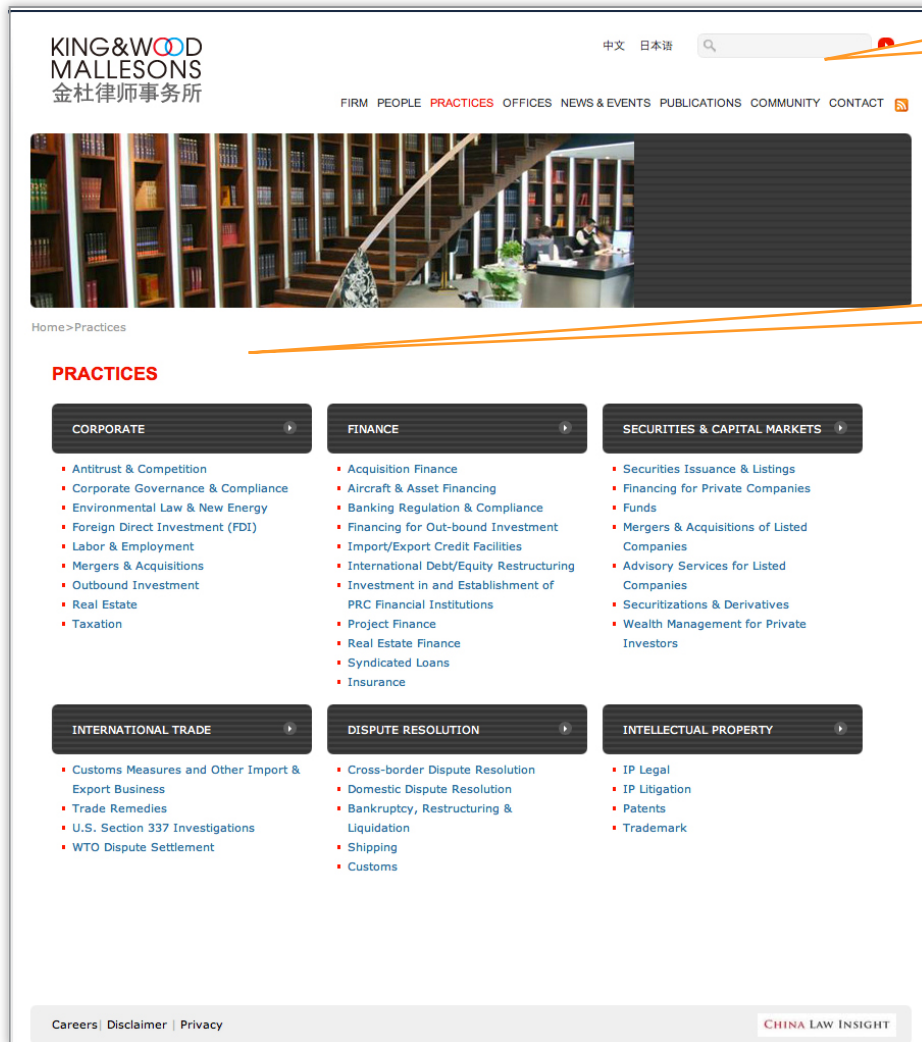 KING&WOOD
MALLESONS
金杜律师事务所
中文 日本语
FIRM PEOPLE PRACTICES OFFICES NEWS & EVENTS PUBLICATIONS COMMUNITY CONTACT
Home>Practices
PRACTICES
CORPORATE
Antitrust & Competition
Corporate Governance & Compliance
Environmental Law & New Energy
Foreign Direct Investment (FDI)
Labor & Employment
Mergers & Acquisitions
Outbound Investment
Real Estate
Taxation
FINANCE
Acquisition Finance
Aircraft & Asset Financing
Banking Regulation & Compliance
Financing for Out-bound Investment
Import/Export Credit Facilities
International Debt/Equity Restructuring
Investment in and Establishment of
PRC Financial Institutions
Project Finance
Real Estate Finance
Syndicated Loans
Insurance
SECURITIES & CAPITAL MARKETS
Securities Issuance & Listings
Financing for Private Companies
Funds
Mergers & Acquisitions of Listed
Companies
Advisory Services for Listed
Companies
Securitizations & Derivatives
Wealth Management for Private
Investors
INTERNATIONAL TRADE
Customs Measures and Other Import &
Export Business
Trade Remedies
U.S. Section 337 Investigations
WTO Dispute Settlement
DISPUTE RESOLUTION
Cross-border Dispute Resolution
Domestic Dispute Resolution
Bankruptcy, Restructuring &
Liquidation
Shipping
Customs
INTELLECTUAL PROPERTY
IP Legal
IP Litigation
Patents
Trademark
Careers| Disclaimer | Privacy
CHINA LAW INSIGHT